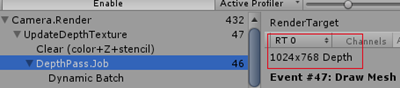 Enable
Active Profiler
Camera.Render 432
UpdateDepthTexture 47
Clear (color+Z+stencil)
DepthPass.Job 46
Dynamic Batch
RenderTarget
RT 0 Channels
1024x768 Depth
Event #47: Draw Mesh